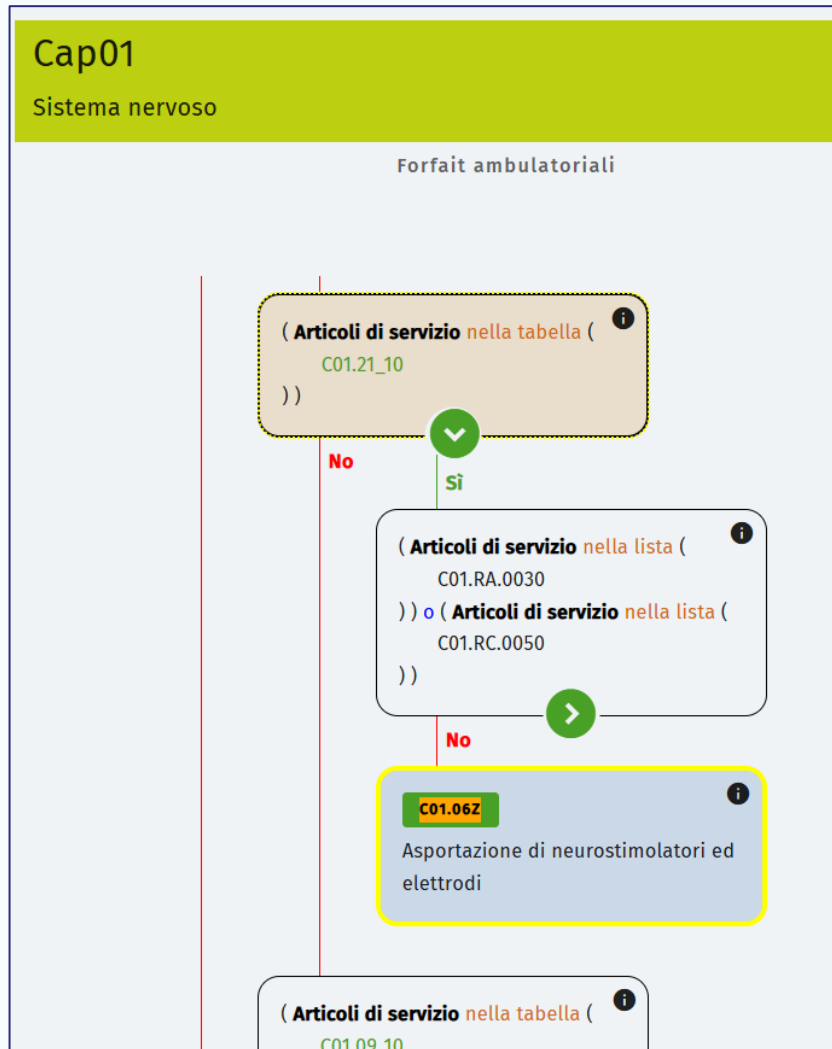 Cap01
Sistema nervoso
Forfait ambulatoriali
( Articoli di servizio nella tabella (
C01.21_10
) )
No
Sì
( Articoli di servizio nella lista (
C01.RA.0030
) ) o ( Articoli di servizio nella lista (
C01.RC.0050
) )
No
C01.06Z
Asportazione di neurostimolatori ed
elettrodi
( Articoli di servizio nella tabella (
C01.09_10